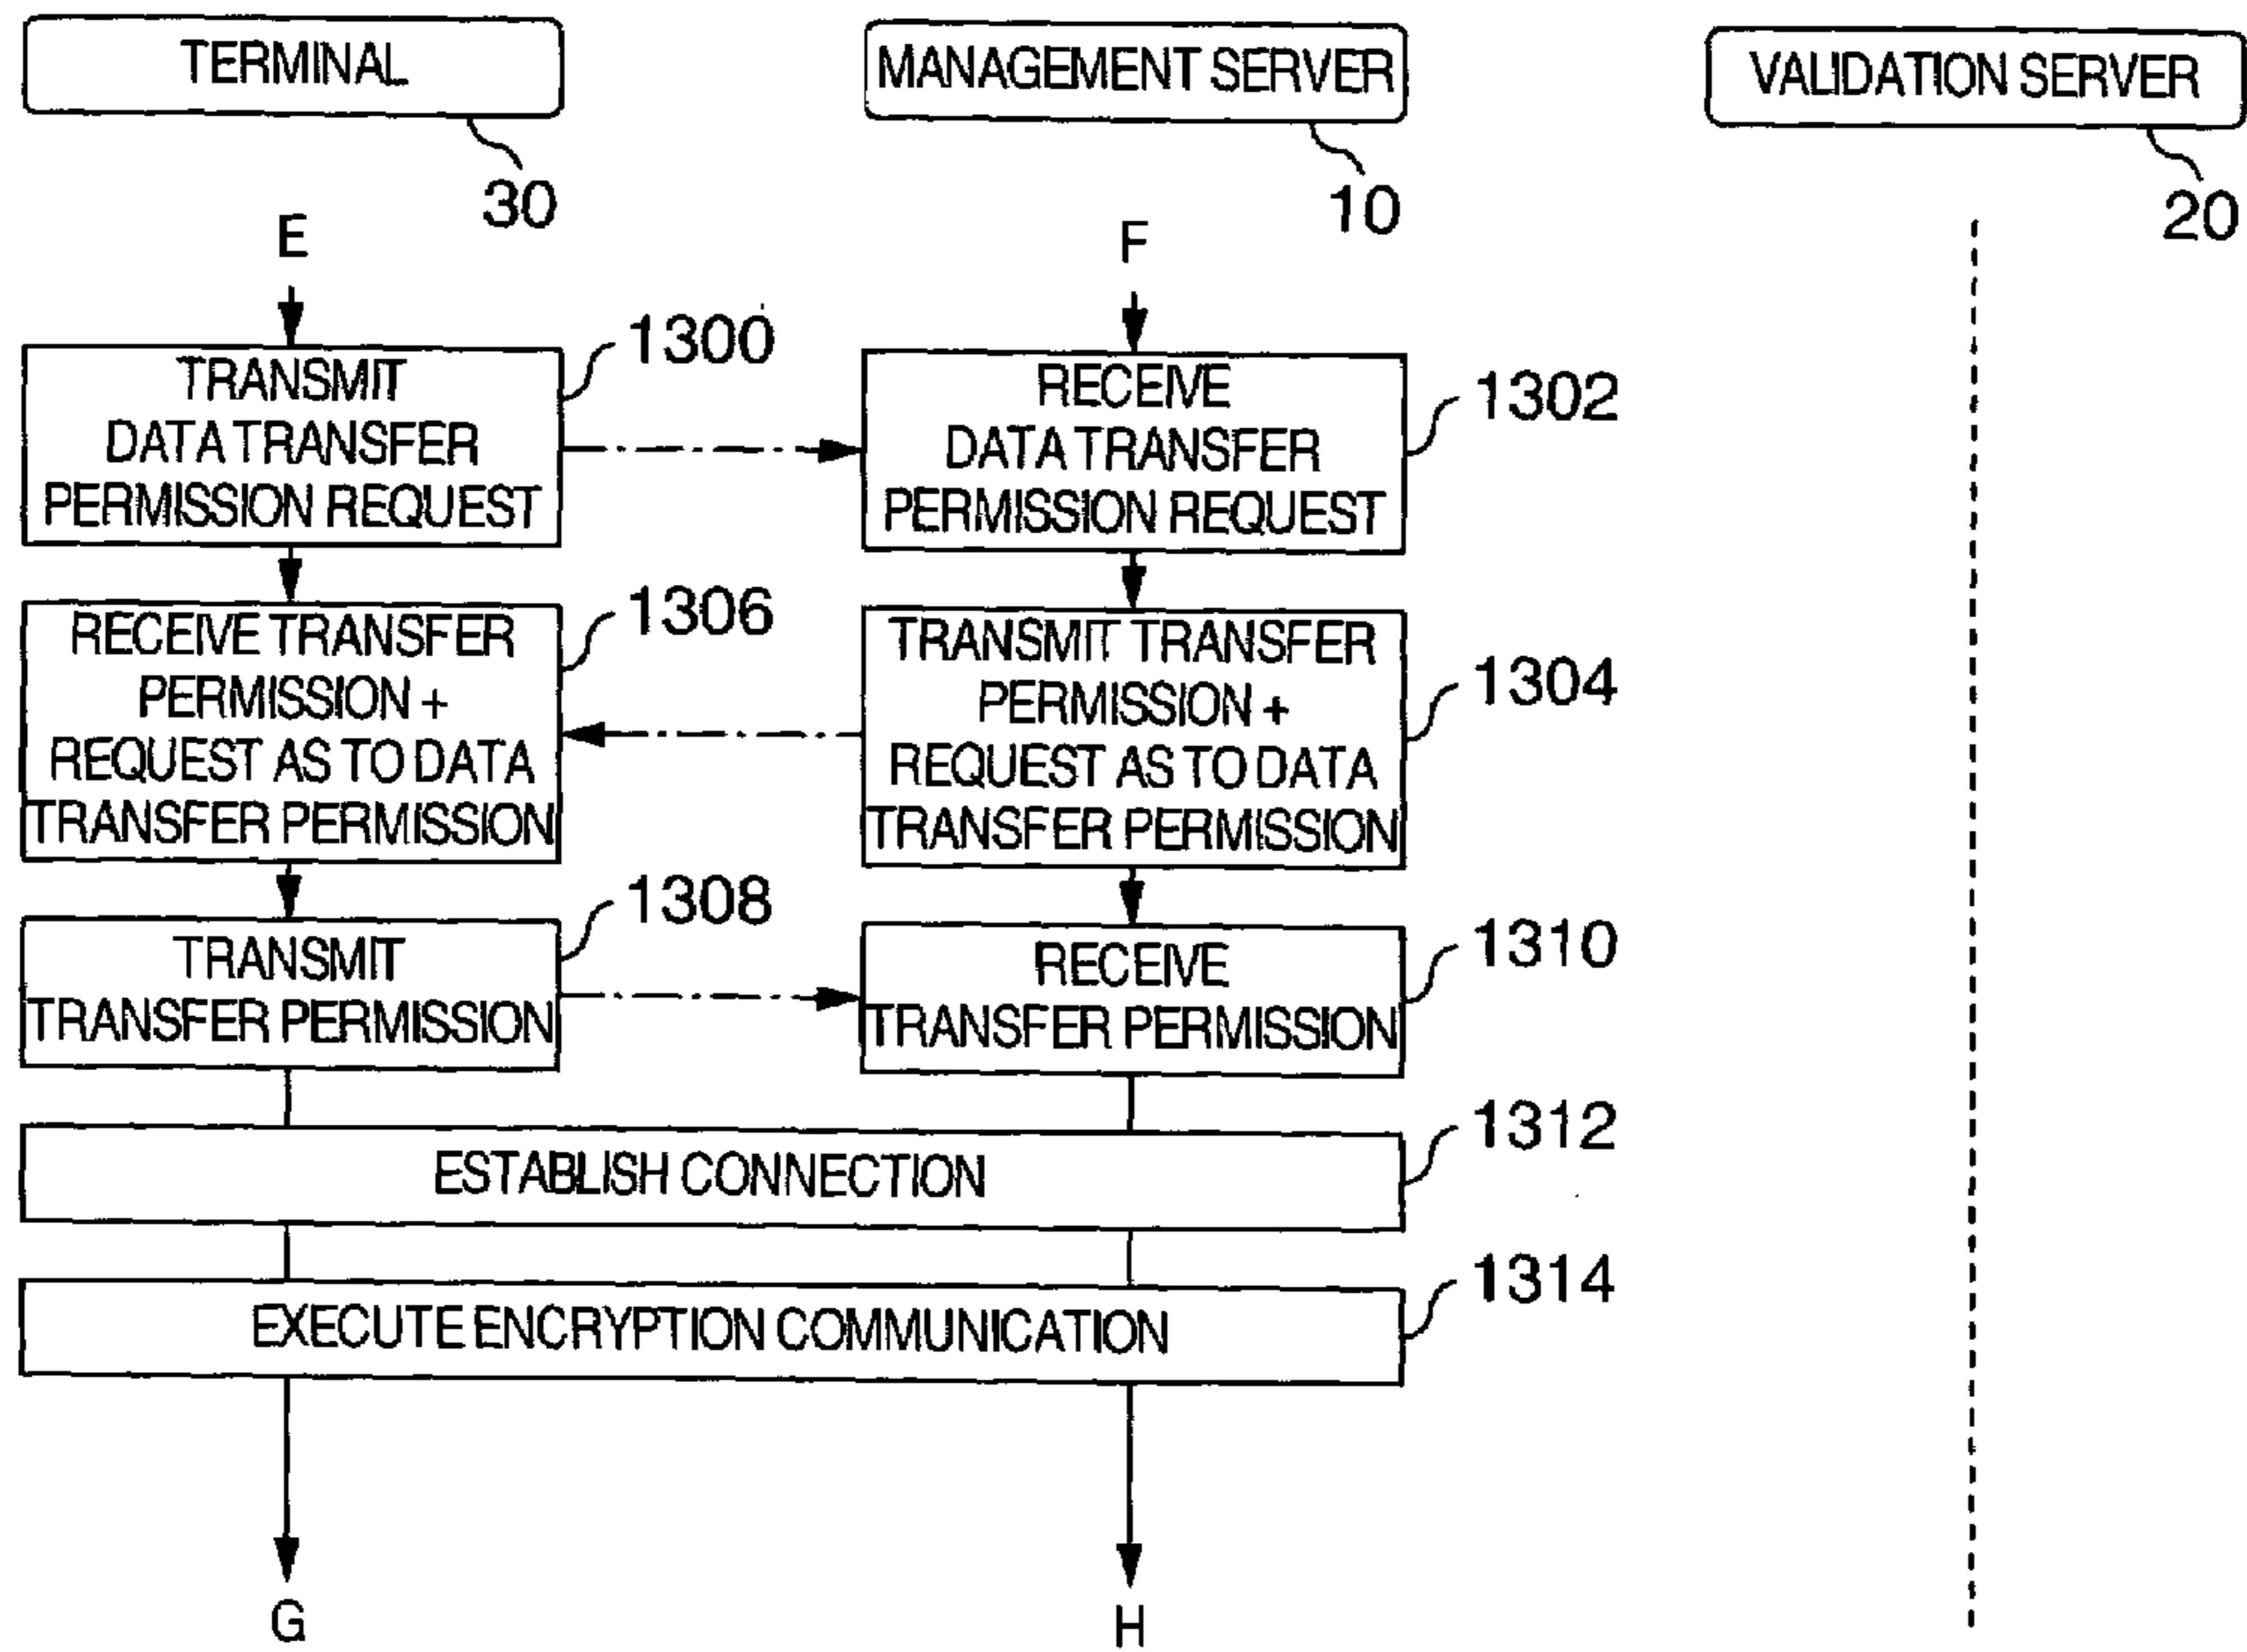 TERMINAL
MANAGEMENT SERVER
VALIDATION SERVER
30
10
20
E
F
TRANSMIT
DATA TRANSFER
PERMISSION REQUEST
1300
RECEIVE
DATA TRANSFER
PERMISSION REQUEST
1302
RECEIVE TRANSFER
PERMISSION +
REQUEST AS TO DATA
TRANSFER PERMISSION
1306
TRANSMIT TRANSFER
PERMISSION +
REQUEST AS TO DATA
TRANSFER PERMISSION
1304
TRANSMIT
TRANSFER PERMISSION
1308
RECEIVE
TRANSFER PERMISSION
1310
ESTABLISH CONNECTION
1312
EXECUTE ENCRYPTION COMMUNICATION
1314
G
H